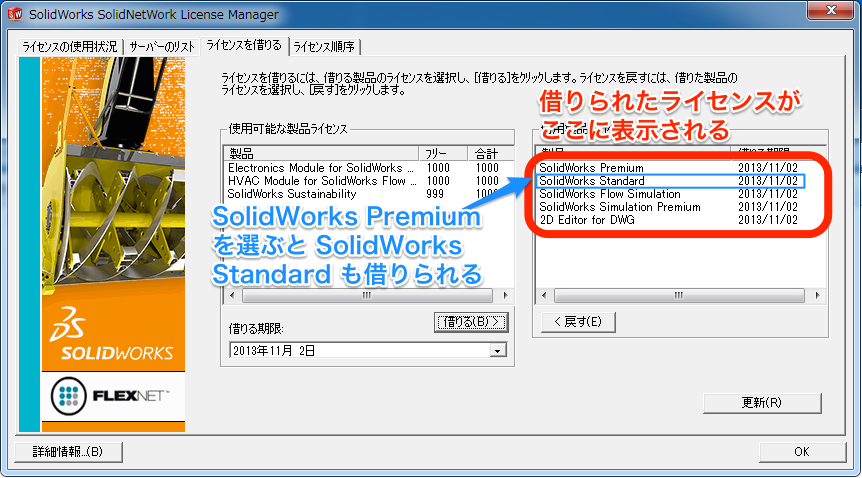 SolidWorks SolidNetWork License Manager
ライセンスの使用状況 サーバーのリスト ライセンスを借りる ライセンス順序
ライセンスを借りるには、借りる製品のライセンスを選択し、[借りる]をクリックします。ライセンスを戻すには、借りた製品の
ライセンスを選択し、[戻す]をクリックします。
借りられたライセンスが
ここに表示される
使用可能な製品ライセンス
製品 フリー 合計
Electronics Module for SolidWorks ... 1000 1000
HVAC Module for SolidWorks Flow ... 1000 1000
SolidWorks Sustainability 999 1000
SolidWorks Premium
を選ぶと SolidWorks
Standard も借りられる
借りる(B) >
借りる期限:
2013年11月 2日
製品 借りる期限
SolidWorks Premium 2013/11/02
SolidWorks Standard 2013/11/02
SolidWorks Flow Simulation 2013/11/02
SolidWorks Simulation Premium 2013/11/02
2D Editor for DWG 2013/11/02
< 戻す(E)
SOLIDWORKS
FLEXNET™
更新(R)
詳細情報...(B)
OK